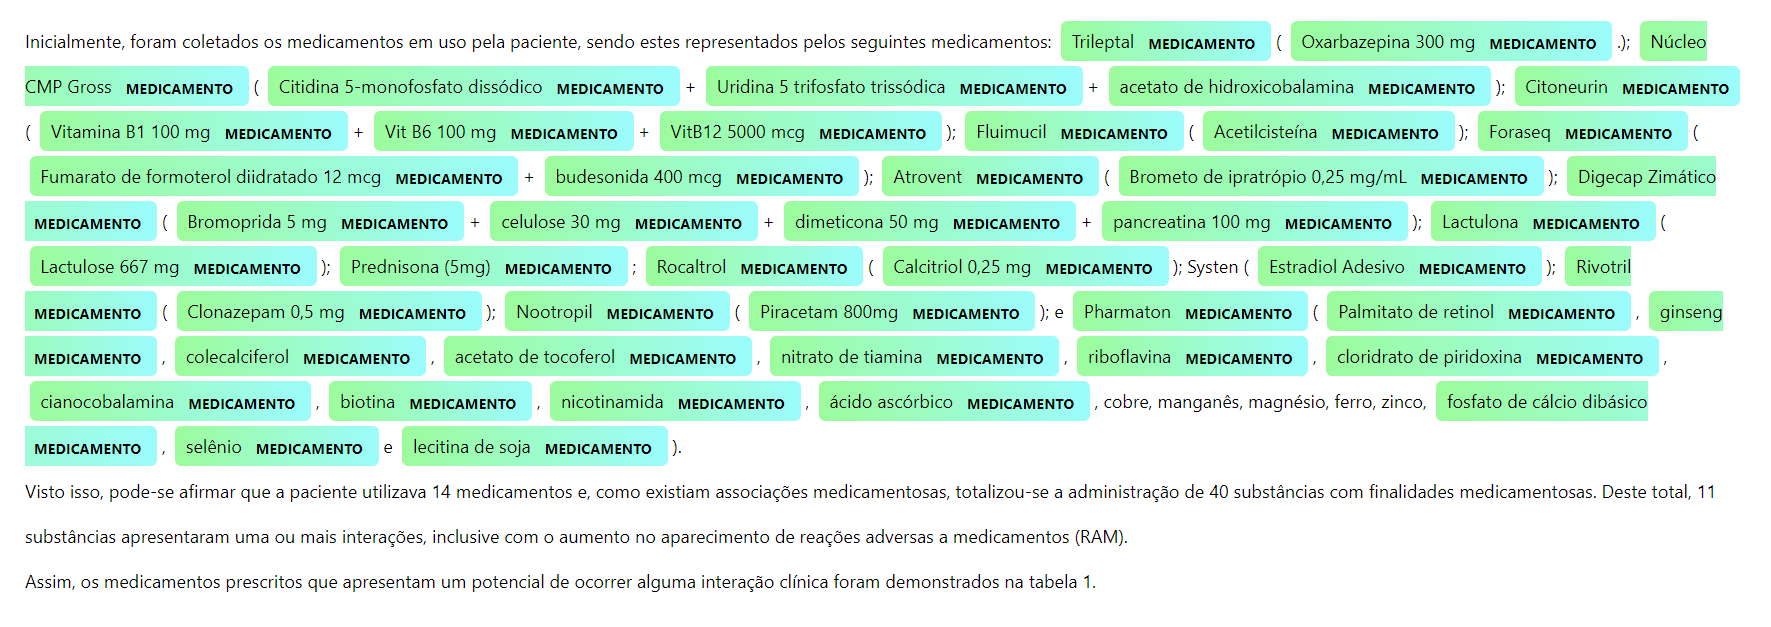 Inicialmente, foram coletados os medicamentos em uso pela paciente, sendo estes representados pelos seguintes medicamentos: Trileptal MEDICAMENTO ( Oxarbazepina 300 mg MEDICAMENTO .); Núcleo
CMP Gross MEDICAMENTO ( Citidina 5-monofosfato dissódico MEDICAMENTO + Uridina 5 trifosfato trissódica MEDICAMENTO + acetato de hidroxicobalamina MEDICAMENTO ); Citoneurin MEDICAMENTO
( Vitamina B1 100 mg MEDICAMENTO + Vit B6 100 mg MEDICAMENTO + VitB12 5000 mcg MEDICAMENTO ); Fluimucil MEDICAMENTO ( Acetilcisteína MEDICAMENTO ); Foraseq MEDICAMENTO (
Fumarato de formoterol diidratado 12 mcg MEDICAMENTO + budesonida 400 mcg MEDICAMENTO ); Atrovent MEDICAMENTO ( Brometo de ipratrópio 0,25 mg/mL MEDICAMENTO ); Digecap Zimático
MEDICAMENTO ( Bromoprida 5 mg MEDICAMENTO + celulose 30 mg MEDICAMENTO + dimeticona 50 mg MEDICAMENTO + pancreatina 100 mg MEDICAMENTO ); Lactulona MEDICAMENTO (
Lactulose 667 mg MEDICAMENTO ); Prednisona (5mg) MEDICAMENTO ; Rocaltrol MEDICAMENTO ( Calcitriol 0,25 mg MEDICAMENTO ); Systen ( Estradiol Adesivo MEDICAMENTO ); Rivotril
MEDICAMENTO ( Clonazepam 0,5 mg MEDICAMENTO ); Nootropil MEDICAMENTO ( Piracetam 800mg MEDICAMENTO ); e Pharmaton MEDICAMENTO ( Palmitato de retinol MEDICAMENTO , ginseng
MEDICAMENTO , colecalciferol MEDICAMENTO , acetato de tocoferol MEDICAMENTO , nitrato de tiamina MEDICAMENTO , riboflavina MEDICAMENTO , cloridrato de piridoxina MEDICAMENTO ,
cianocobalamina MEDICAMENTO , biotina MEDICAMENTO , nicotinamida MEDICAMENTO , ácido ascórbico MEDICAMENTO , cobre, manganês, magnésio, ferro, zinco, fosfato de cálcio dibásico
MEDICAMENTO , selênio MEDICAMENTO e lecitina de soja MEDICAMENTO ).
Visto isso, pode-se afirmar que a paciente utilizava 14 medicamentos e, como existiam associações medicamentosas, totalizou-se a administração de 40 substâncias com finalidades medicamentosas. Deste total, 11
substâncias apresentaram uma ou mais interações, inclusive com o aumento no aparecimento de reações adversas a medicamentos (RAM).
Assim, os medicamentos prescritos que apresentam um potencial de ocorrer alguma interação clínica foram demonstrados na tabela 1.